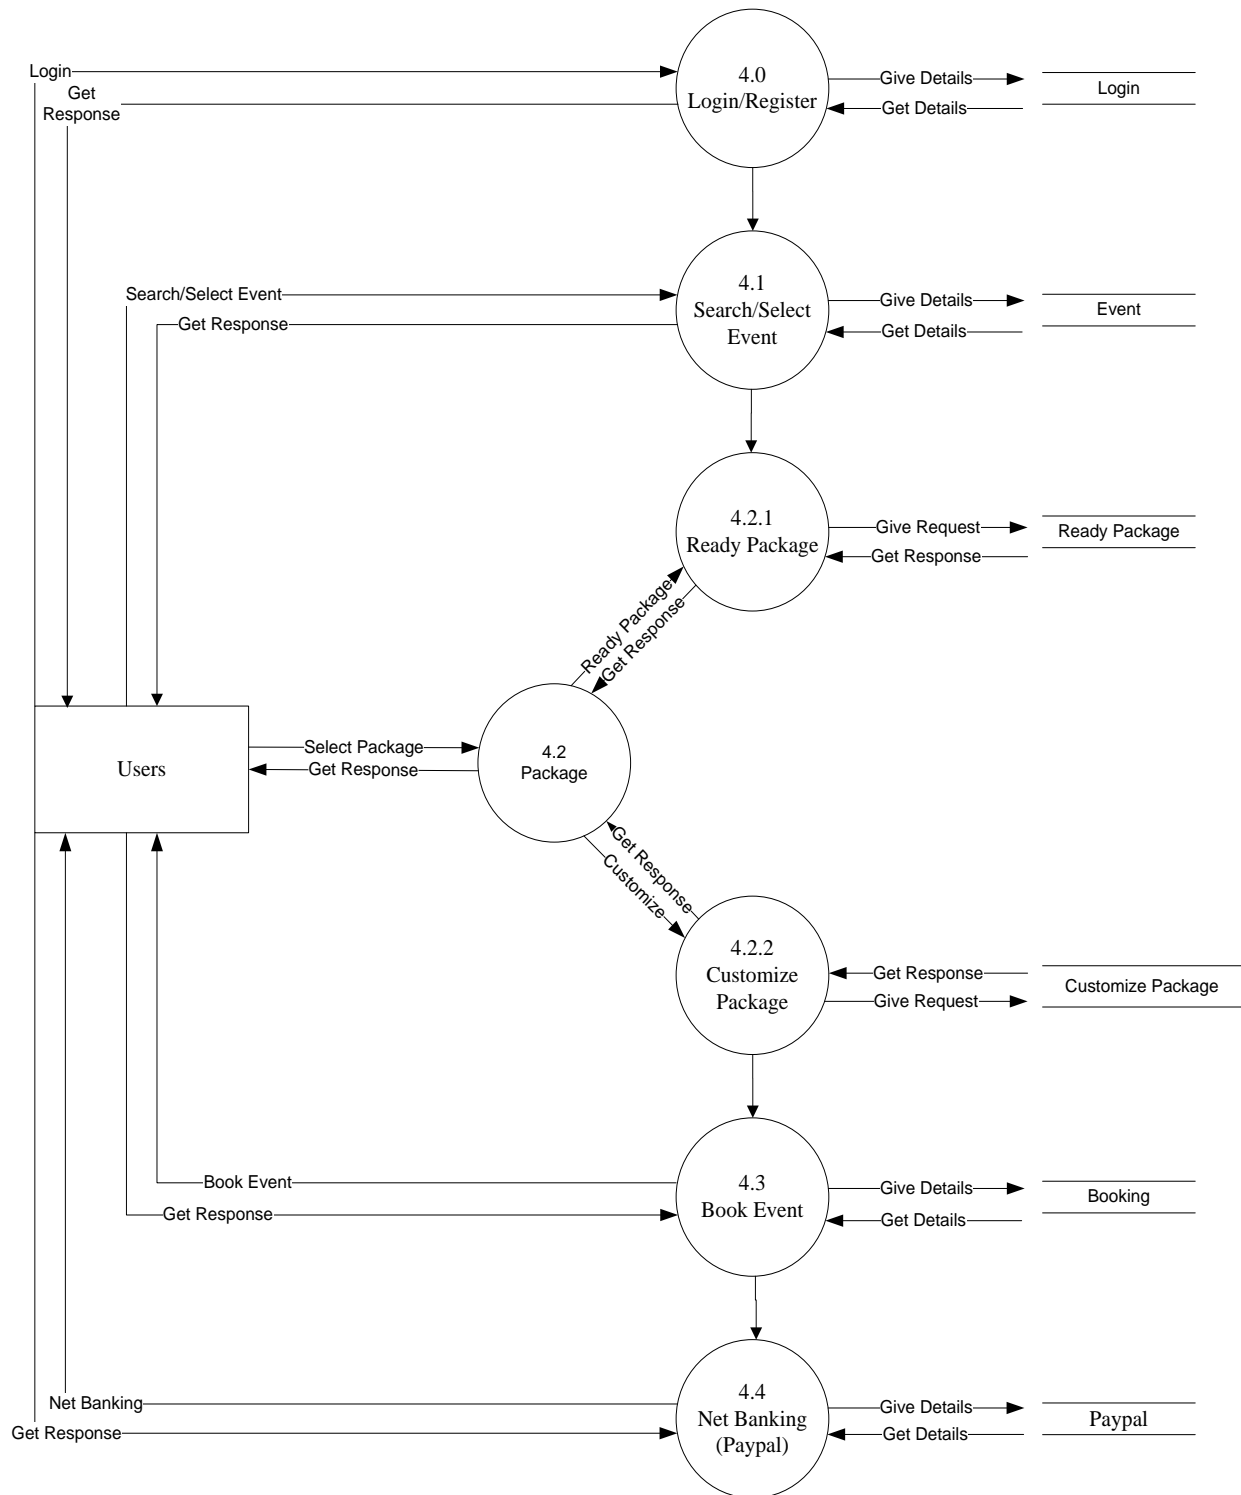 Login
4.0
Login/Register
Give Details
Login
Get
Response
Get Details
Search/Select Event
4.1
Search/Select
Event
Give Details
Event
Get Response
Get Details
4.2.1
Ready Package
Give Request
Ready Package
Get Response
Ready Package
Get Response
Users
Select Package
Get Response
4.2
Package
Get Response
Customize
4.2.2
Customize
Package
Get Response
Customize Package
Give Request
Book Event
4.3
Book Event
Give Details
Booking
Get Response
Get Details
Net Banking
4.4
Net Banking
(Paypal)
Give Details
Paypal
Get Response
Get Details